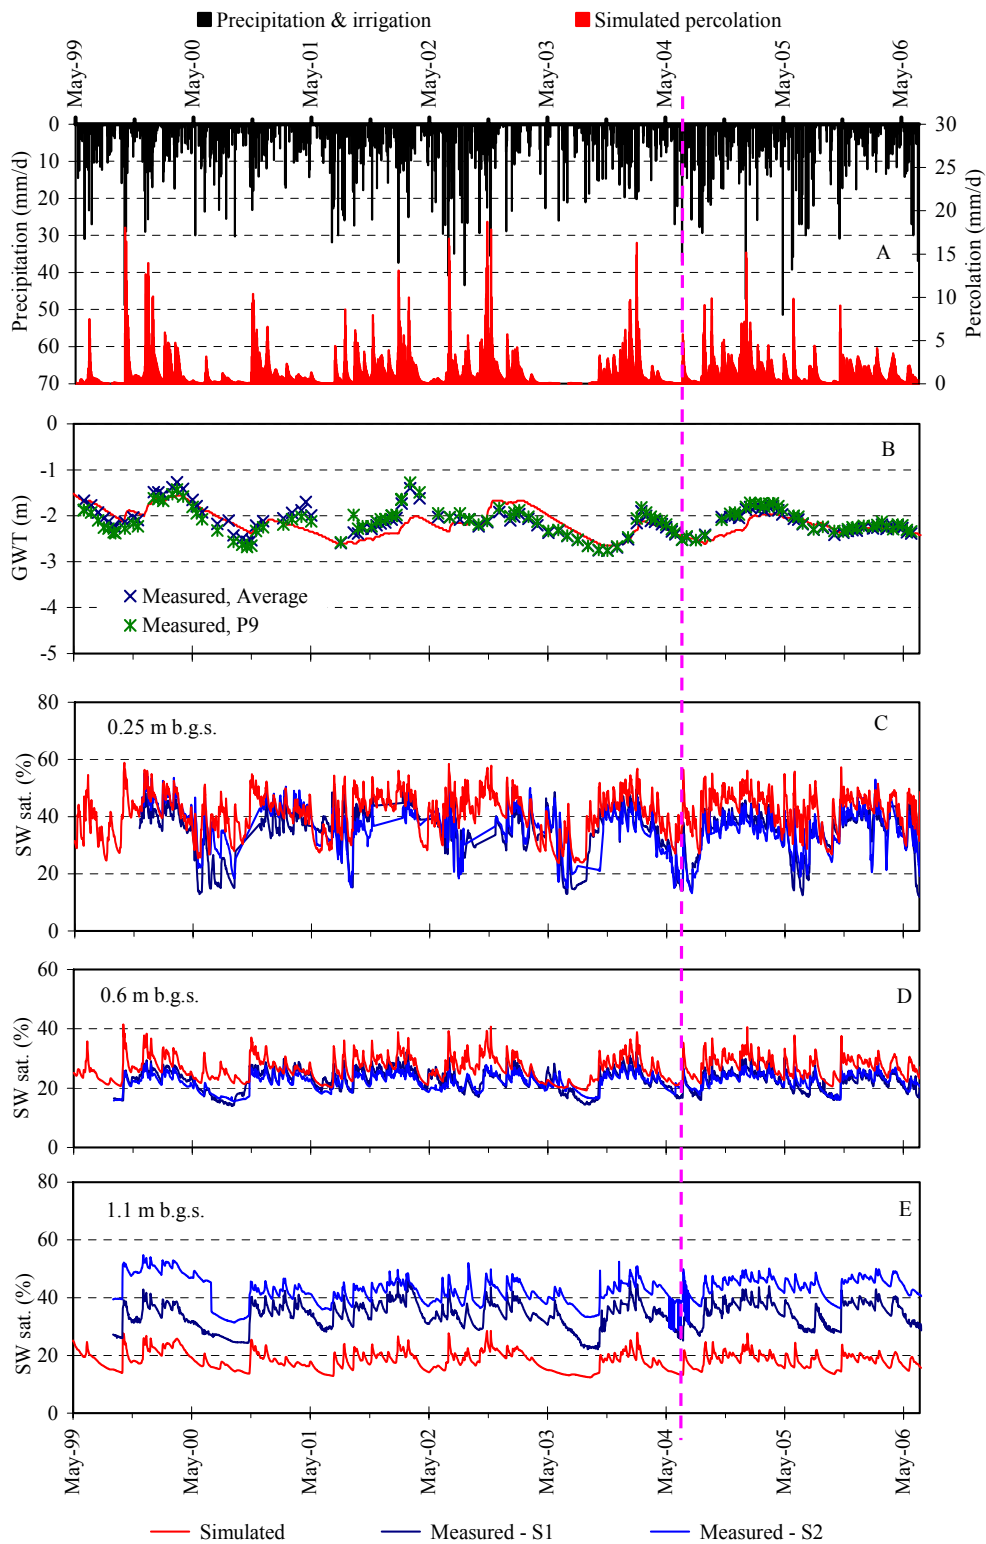 Precipitation & irrigation
Simulated percolation
May-99
May-00
May-01
May-02
May-03
May-04
May-05
May-06
Precipitation (mm/d)
0
10
20
30
40
50
60
70
A
30
25
20
15
10
5
0
Percolation (mm/d)
GWT (m)
0
-1
-2
-3
-4
-5
B
Measured, Average
Measured, P9
SW sat. (%)
80
60
40
20
0
0.25 m b.g.s.
C
SW sat. (%)
60
40
20
0
0.6 m b.g.s.
D
SW sat. (%)
80
60
40
20
0
1.1 m b.g.s.
E
May-99
May-00
May-01
May-02
May-03
May-04
May-05
May-06
Simulated
Measured - S1
Measured - S2